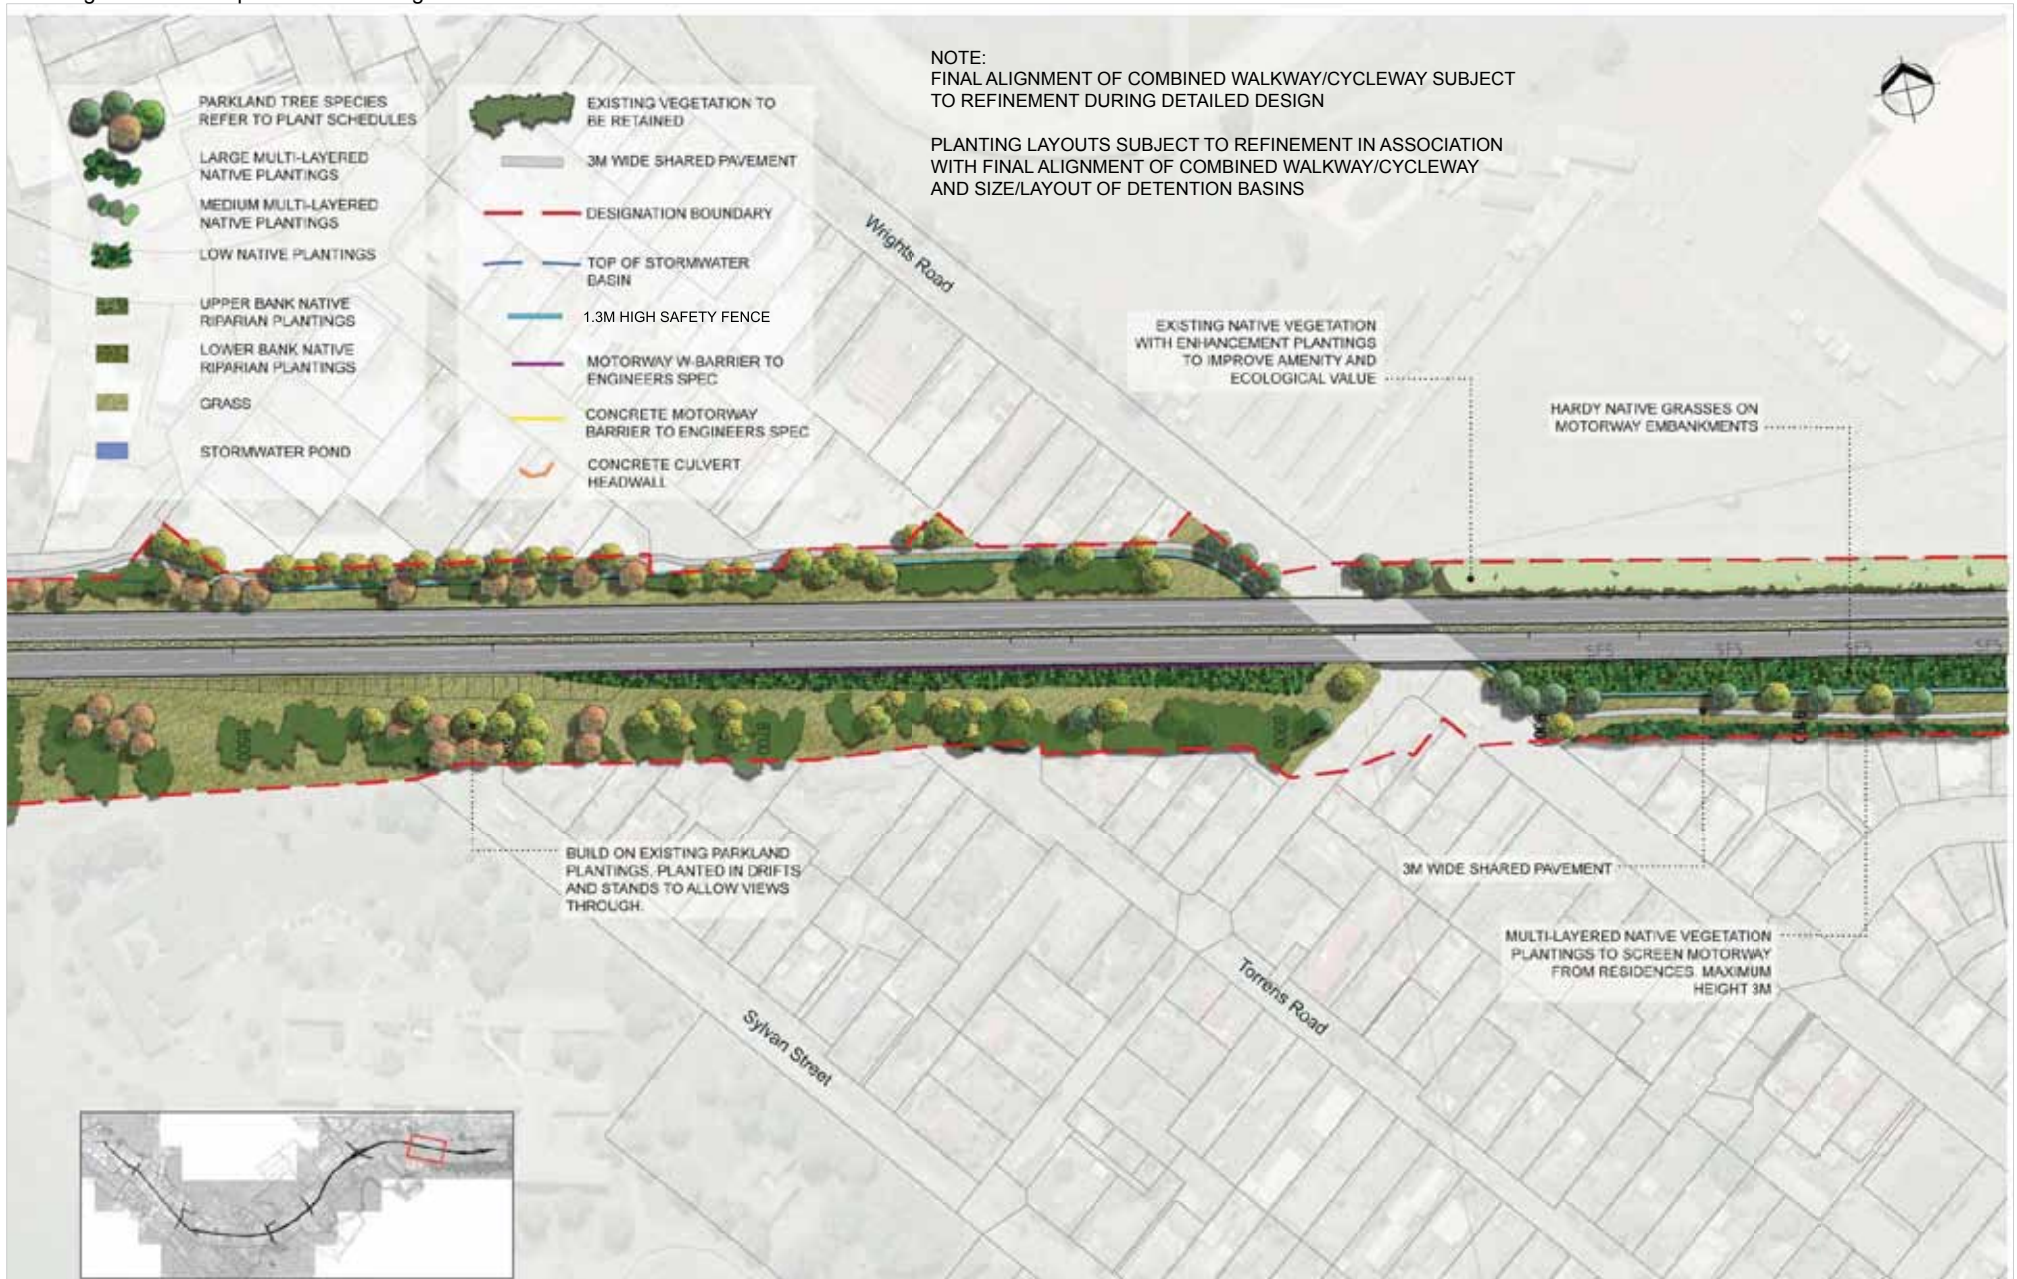 PARKLAND TREE SPECIES
REFER TO PLANT SCHEDULES
LARGE MULTI-LAYERED
NATIVE PLANTINGS
MEDIUM MULTI-LAYERED
NATIVE PLANTINGS
LOW NATIVE PLANTINGS
UPPER BANK NATIVE
RIPARIAN PLANTINGS
LOWER BANK NATIVE
RIPARIAN PLANTINGS
GRASS
STORMWATER POND
EXISTING VEGETATION TO
BE RETAINED
3M WIDE SHARED PAVEMENT
DESIGNATION BOUNDARY
TOP OF STORMWATER
BASIN
1.3M HIGH SAFETY FENCE
MOTORWAY W-BARRIER TO
ENGINEERS SPEC
CONCRETE MOTORWAY
BARRIER TO ENGINEERS SPEC
CONCRETE CULVERT
HEADWALL
NOTE:
FINAL ALIGNMENT OF COMBINED WALKWAY/CYCLEWAY SUBJECT
TO REFINEMENT DURING DETAILED DESIGN
PLANTING LAYOUTS SUBJECT TO REFINEMENT IN ASSOCIATION
WITH FINAL ALIGNMENT OF COMBINED WALKWAY/CYCLEWAY
AND SIZE/LAYOUT OF DETENTION BASINS
Wrights Road
EXISTING NATIVE VEGETATION
WITH ENHANCEMENT PLANTINGS
TO IMPROVE AMENITY AND
ECOLOGICAL VALUE
HARDY NATIVE GRASSES ON
MOTORWAY EMBANKMENTS
BUILD ON EXISTING PARKLAND
PLANTINGS. PLANTED IN DRIFTS
AND STANDS TO ALLOW VIEWS
THROUGH.
3M WIDE SHARED PAVEMENT
MULTI-LAYERED NATIVE VEGETATION
PLANTINGS TO SCREEN MOTORWAY
FROM RESIDENCES. MAXIMUM
HEIGHT 3M
Torrens Road
Sylvan Street